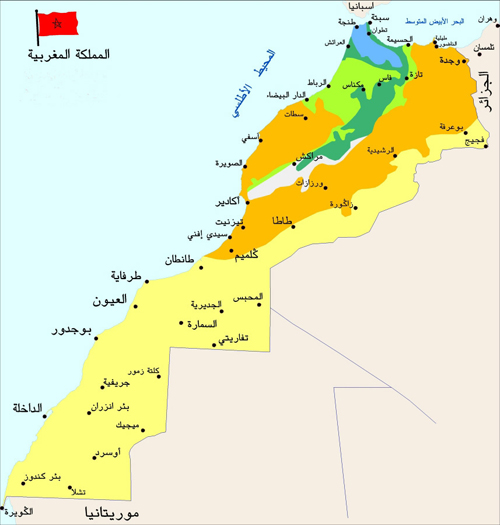 المملكة المغربية
اسبانيا
البحر الأبيض المتوسط
المحيط الأطلسي
الجزائر
موريتانيا
سبتة
طنجة
تطوان
العرائش
الحسيمة
مليلية
الناضور
وهران
تلمسان
وجدة
تازة
فاس
مكناس
الرباط
الدار البيضاء
سطات
بوعرفة
فجيج
آسفي
الرشيدية
مراكش
الصويرة
ورزازات
أكادير
زاكورة
تيزنيت
طاطا
سيدي إفني
كلميم
طانطان
طرفاية
العيون
المحبس
الجديرية
السمارة
بوجدور
تفاريتي
كلتة زمور
جريفية
الداخلة
بئر انزران
ميجيك
أوسرد
بئر كندوز
تشلا
الكويرة